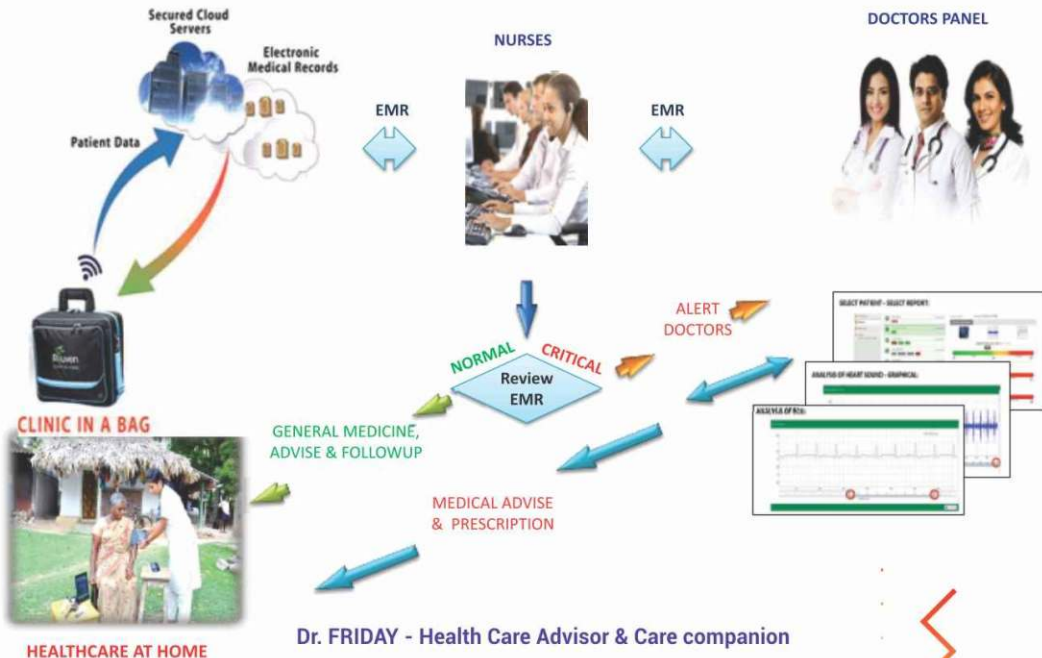 Secured Cloud
Servers
Electronic
Medical Records
Patient Data
EMR
NURSES
EMR
DOCTORS PANEL
CLINIC IN A BAG
NORMAL
CRITICAL
Review
EMR
ALERT
DOCTORS
SELECT PATIENT - SELECT REPORT:
ANALYSIS OF HEART SOUND - GRAPHICAL:
ANALYSIS OF ECG:
GENERAL MEDICINE,
ADVISE & FOLLOWUP
MEDICAL ADVISE
& PRESCRIPTION
HEALTHCARE AT HOME
Dr. FRIDAY - Health Care Advisor & Care companion